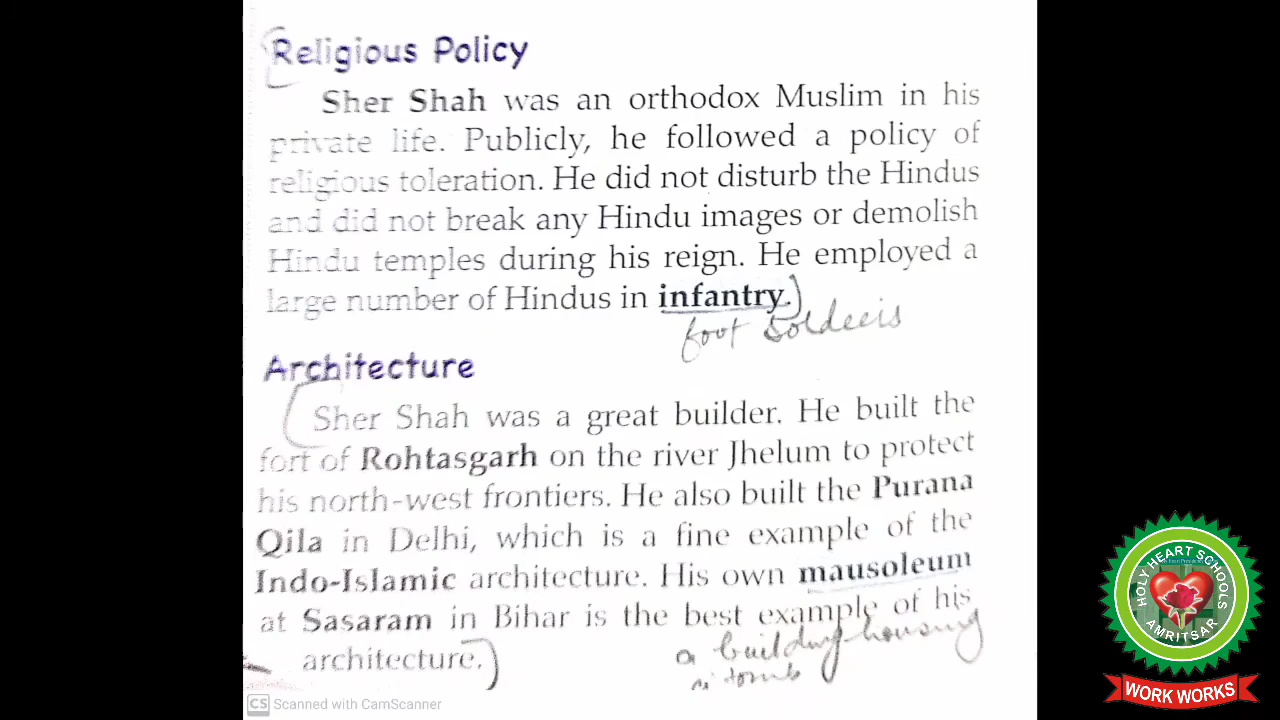 Religious Policy
Sher Shah was an orthodox Muslim in his
private life. Publicly, he followed a policy of
religious toleration. He did not disturb the Hindus
and did not break any Hindu images or demolish
Hindu temples during his reign. He employed a
large number of Hindus in infantry.
foot soldeeis
Architecture
Sher Shah was a great builder. He built the
fort of Rohtasgarh on the river Jhelum to protect
his north-west frontiers. He also built the Purana
Qila in Delhi, which is a fine example of the
Indo-Islamic architecture. His own mausoleum
at Sasaram in Bihar is the best example of his
architecture.
a building housing
a tomb
CS Scanned with CamScanner
HOLY HEART SCHOOLS
AMRITSAR
WORK WORKS